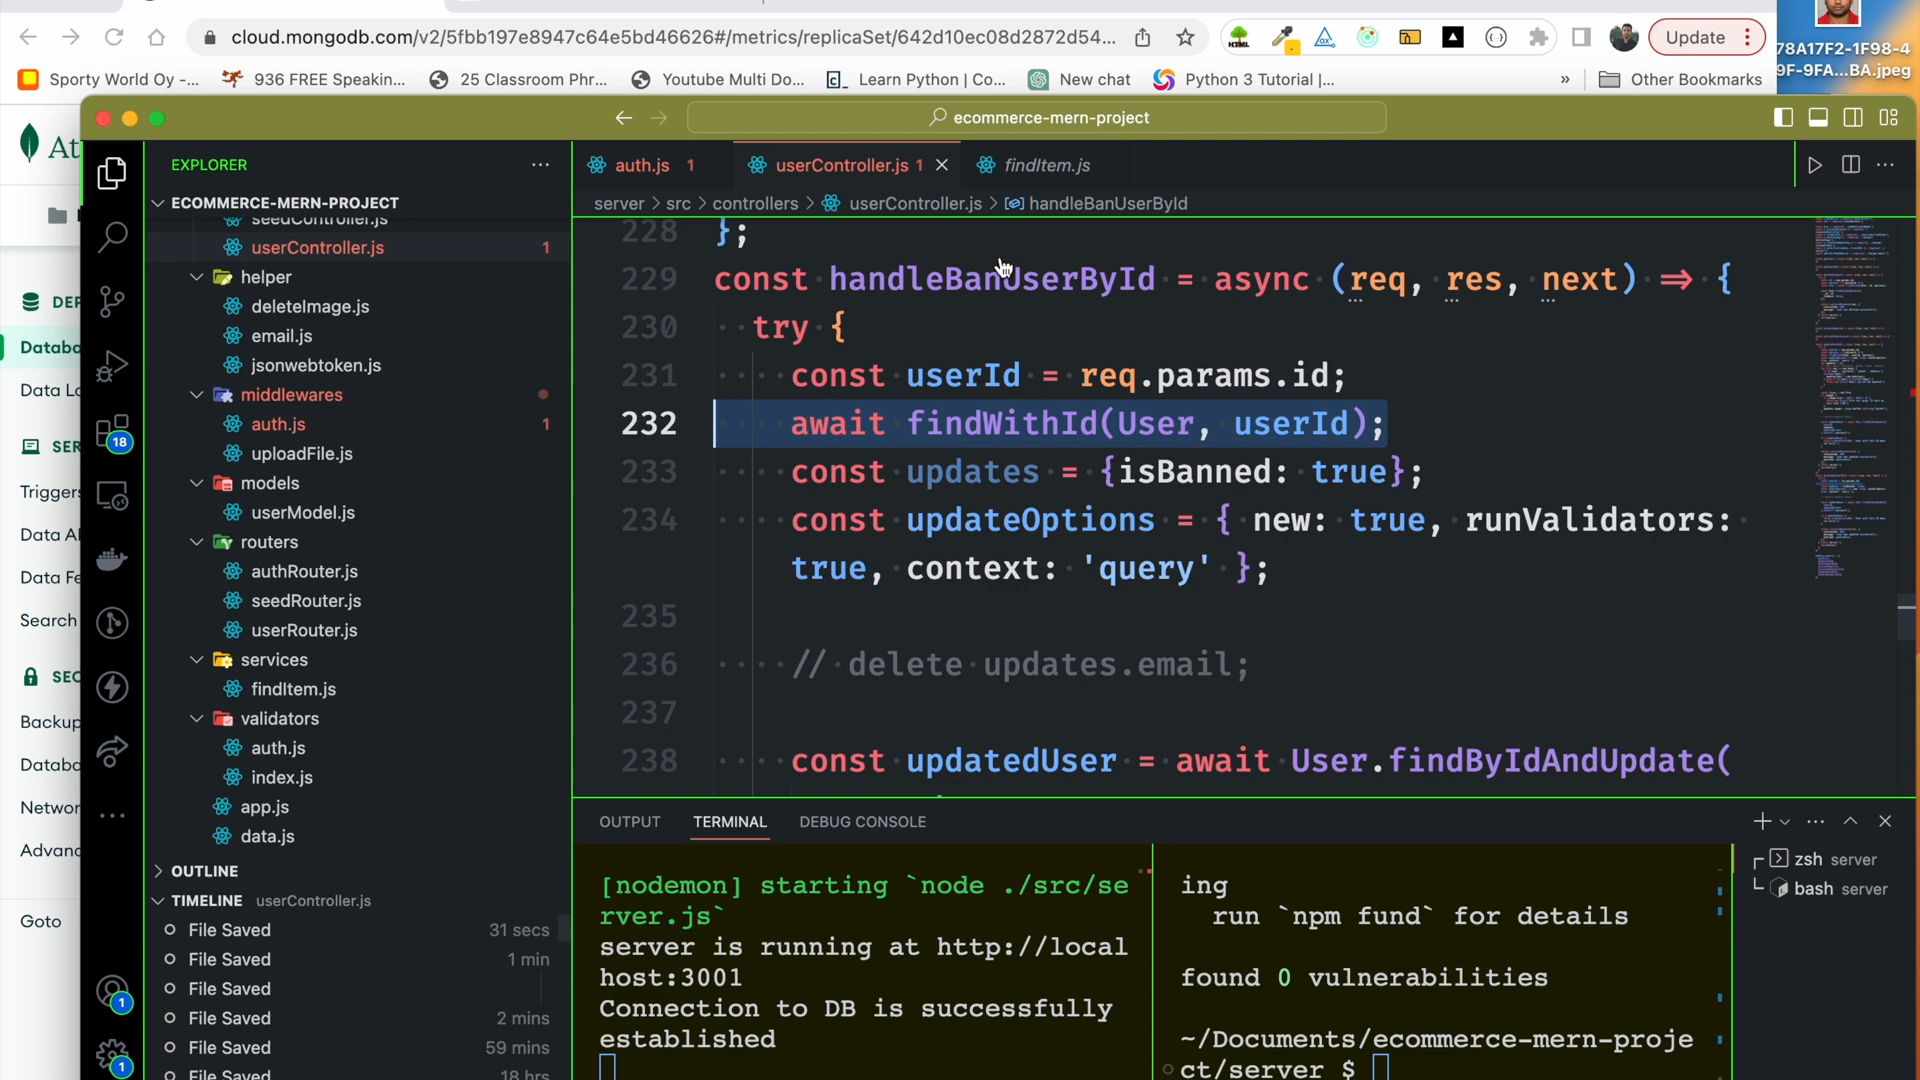 cloud.mongodb.com/v2/5fbb197e8947c64e5bd46626#/metrics/replicaSet/642d10ec08d2872d54...
HTML
Update
78A17F2-1F98-4
9F-9FA...BA.jpeg
Sporty World Oy -...
936 FREE Speakin...
25 Classroom Phr...
Youtube Multi Do...
Learn Python | Co...
New chat
Python 3 Tutorial |...
»
Other Bookmarks
ecommerce-mern-project
EXPLORER
auth.js 1
userController.js 1
findItem.js
ECOMMERCE-MERN-PROJECT
server > src > controllers > userController.js > handleBanUserById
seedController.js
userController.js 1
helper
deleteImage.js
email.js
jsonwebtoken.js
middlewares
auth.js 1
uploadFile.js
models
userModel.js
routers
authRouter.js
seedRouter.js
userRouter.js
services
findItem.js
validators
auth.js
index.js
app.js
data.js
OUTLINE
TIMELINE userController.js
File Saved 31 secs
File Saved 1 min
File Saved
File Saved 2 mins
File Saved 59 mins
File Saved 18 hrs
18
1
1
Data Lo
Triggers
Data AI
Data Fe
Search
Backup
Databa
Networ
Advanc
Goto
228 };
229 const handleBanUserById = async (req, res, next) => {
230 try {
231 const userId = req.params.id;
232 await findWithId(User, userId);
233 const updates = {isBanned: true};
234 const updateOptions = { new: true, runValidators:
true, context: 'query' };
235
236 // delete updates.email;
237
238 const updatedUser = await User.findByIdAndUpdate(
OUTPUT
TERMINAL
DEBUG CONSOLE
[nodemon] starting `node ./src/se
rver.js`
server is running at http://local
host:3001
Connection to DB is successfully
established
ing
run `npm fund` for details
found 0 vulnerabilities
~/Documents/ecommerce-mern-proje
ct/server $
zsh server
bash server